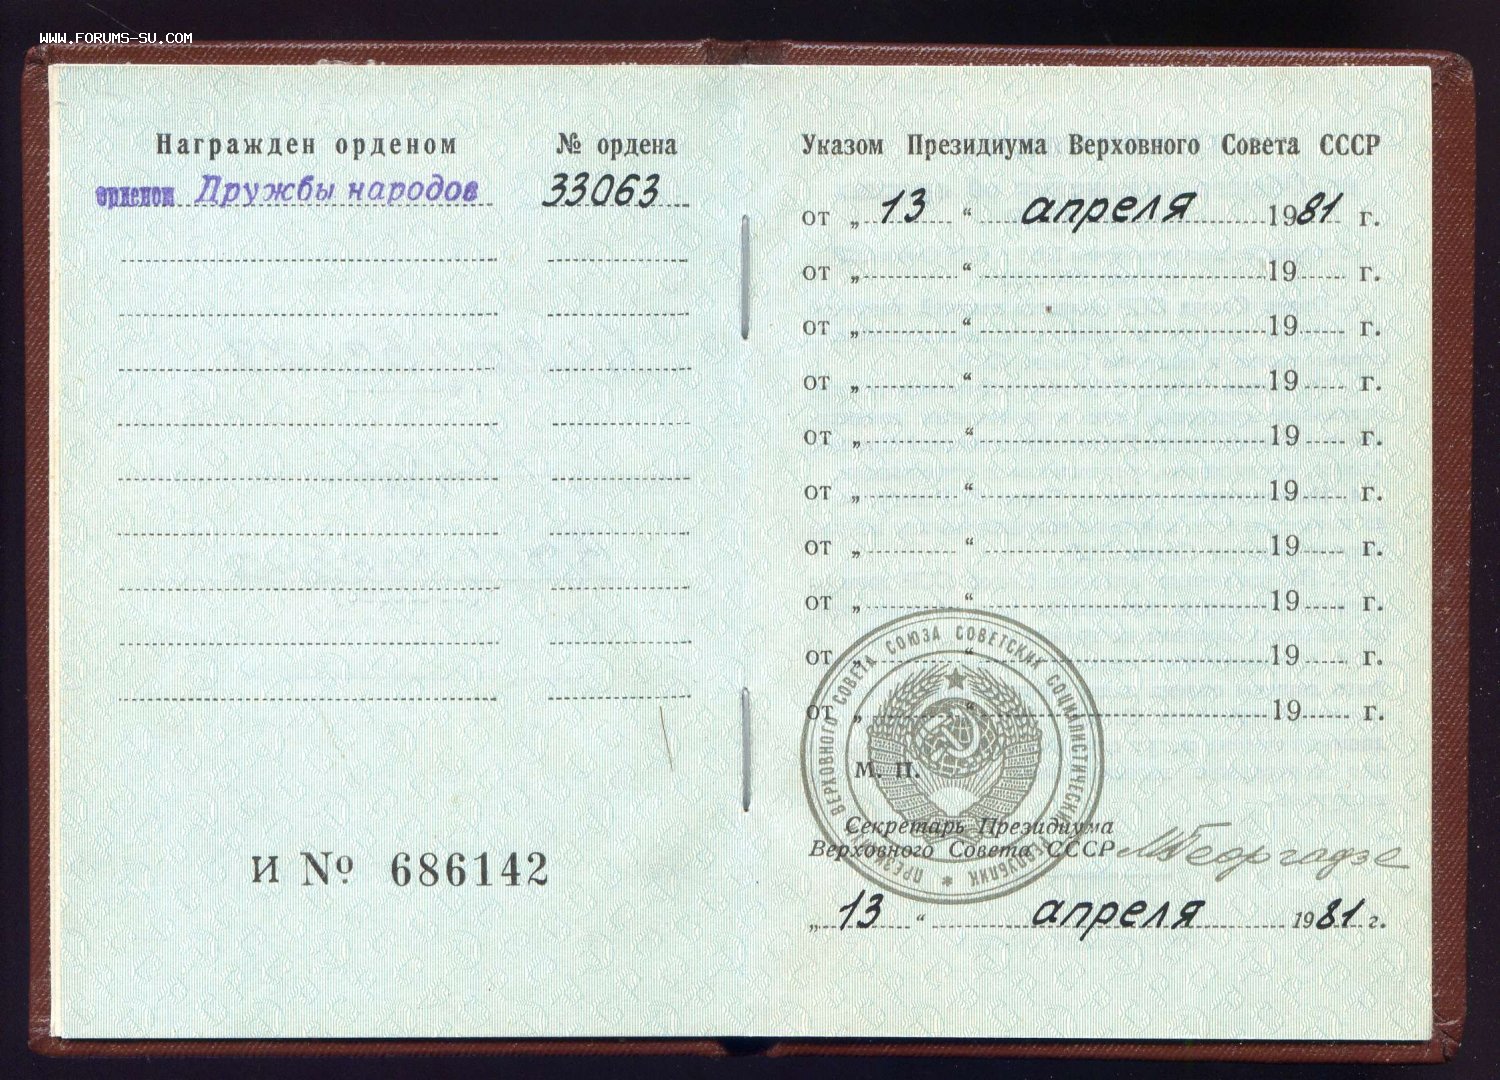 WWW.FORUMS-SU.COM
Награжден орденом № ордена
орденом Дружбы народов 33063
И № 686142
Указом Президиума Верховного Совета СССР
от „ 13 “ апреля 1981 г.
от „ “ 19 г.
от „ “ 19 г.
от „ “ 19 г.
от „ “ 19 г.
от „ “ 19 г.
от „ “ 19 г.
от „ “ 19 г.
от „ “ 19 г.
от „ “ 19 г.
ПРЕЗИДИУМ ВЕРХОВНОГО СОВЕТА СОЮЗА СОВЕТСКИХ СОЦИАЛИСТИЧЕСКИХ РЕСПУБЛИК *
М. П.
Секретарь Президиума
Верховного Совета СССР МГеоргадзе
„ 13 “ апреля 1981 г.